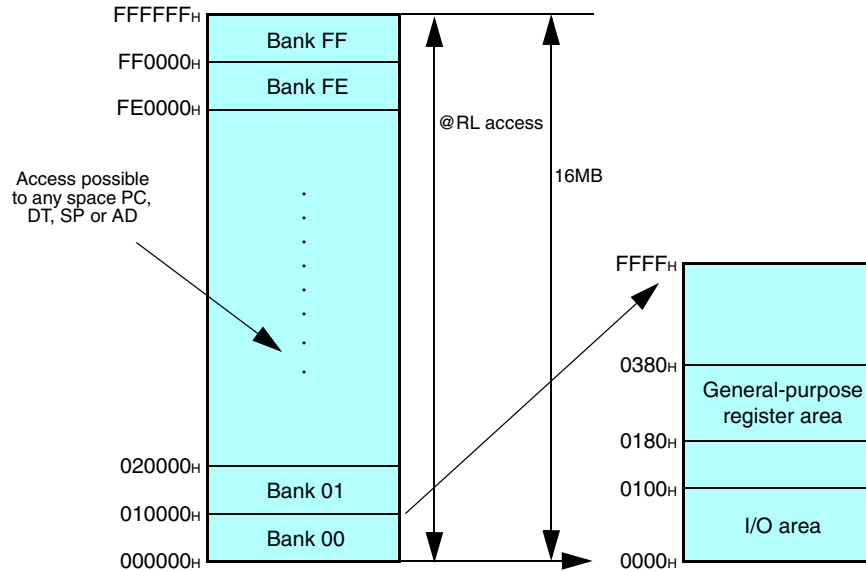 FFFFFFH
Bank FF
FF0000H
Bank FE
FE0000H
@RL access
16MB
Access possible
to any space PC,
DT, SP or AD
FFFFH
0380H
General-purpose
register area
0180H
020000H
Bank 01
0100H
010000H
Bank 00
I/O area
000000H
0000H